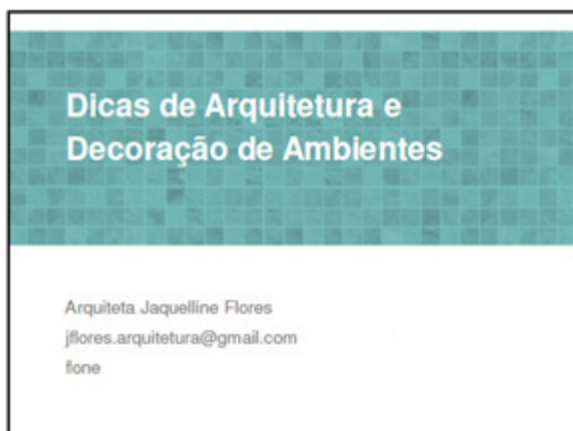 Dicas de Arquitetura e
Decoração de Ambientes
Arquiteta Jaquelline Flores
jflores.arquitetura@gmail.com
fone